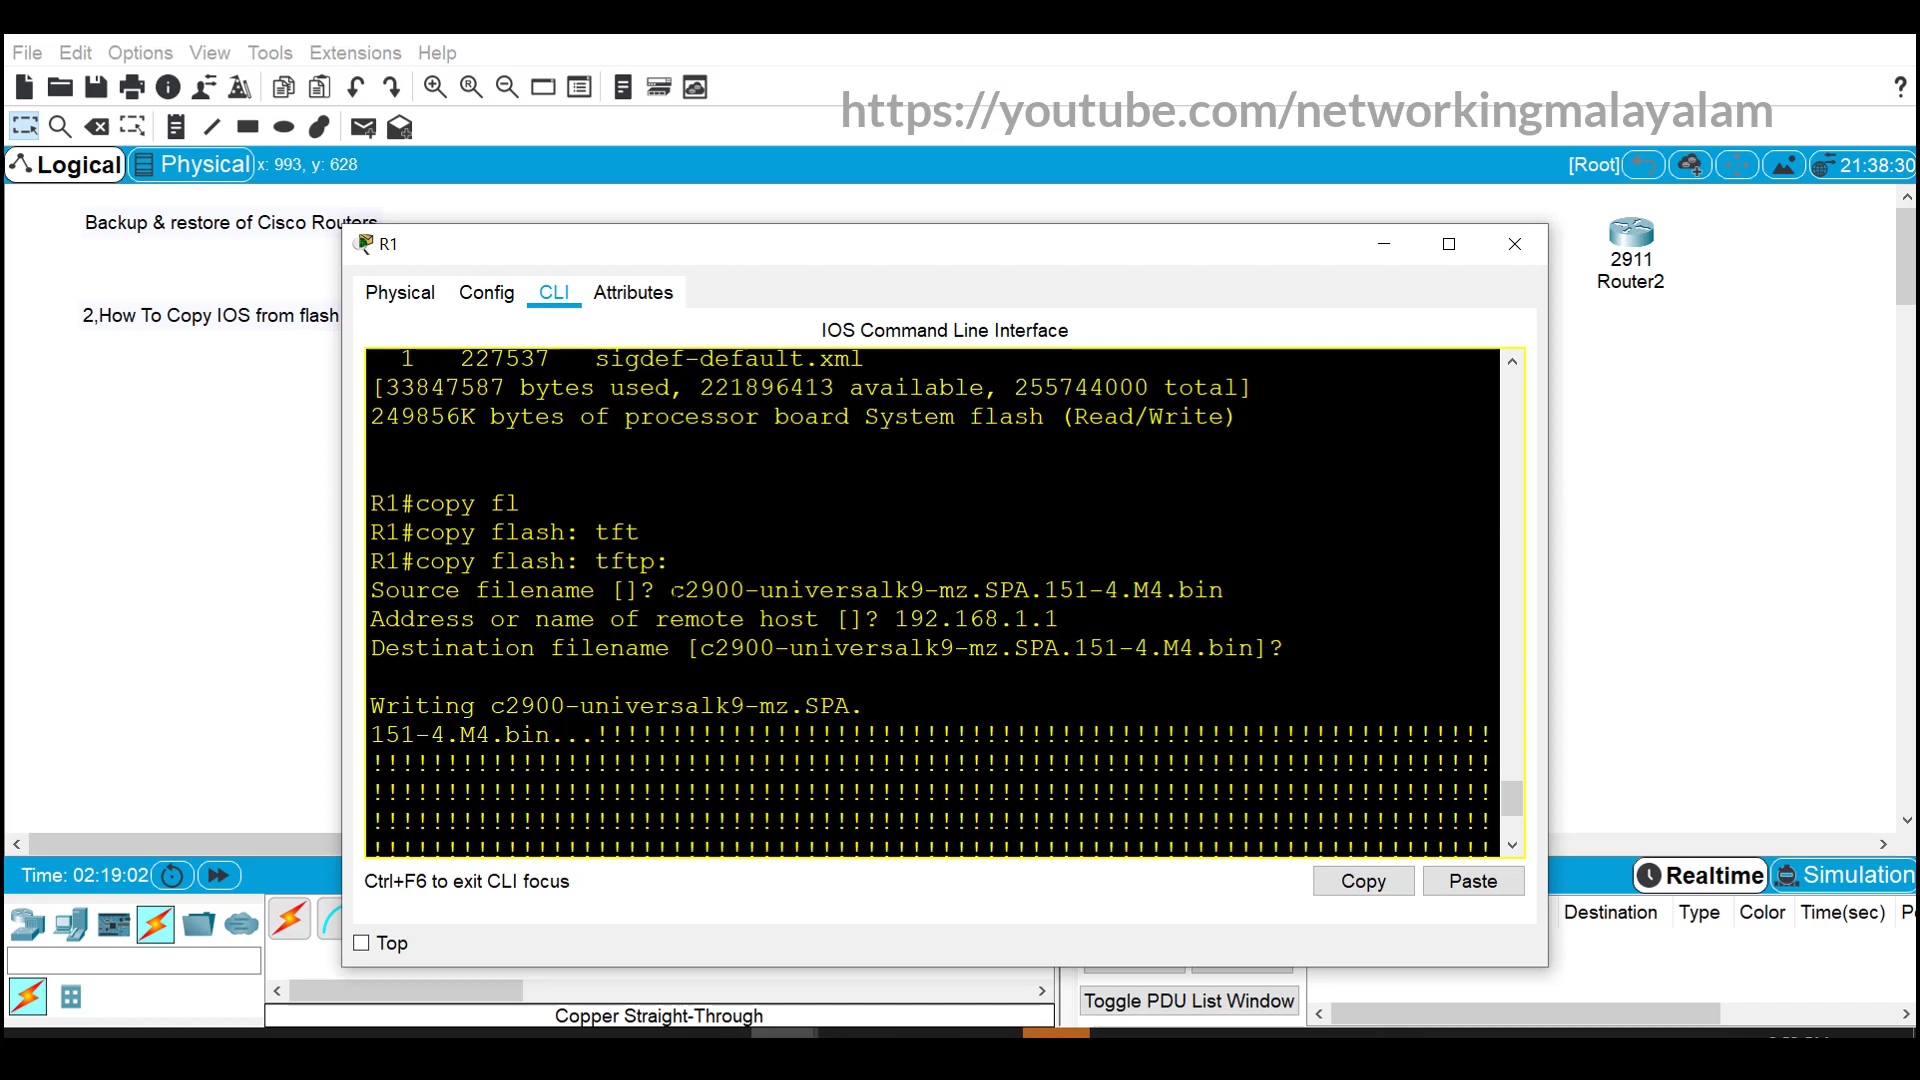 File Edit Options View Tools Extensions Help
?
https://youtube.com/networkingmalayalam
Logical Physical x: 993, y: 628 [Root] 21:38:30
Backup & restore of Cisco Routers
2,How To Copy IOS from flash
2911
Router2
R1
Physical Config CLI Attributes
IOS Command Line Interface
1 227537 sigdef-default.xml
[33847587 bytes used, 221896413 available, 255744000 total]
249856K bytes of processor board System flash (Read/Write)
R1#copy fl
R1#copy flash: tft
R1#copy flash: tftp:
Source filename []? c2900-universalk9-mz.SPA.151-4.M4.bin
Address or name of remote host []? 192.168.1.1
Destination filename [c2900-universalk9-mz.SPA.151-4.M4.bin]?
Writing c2900-universalk9-mz.SPA.
151-4.M4.bin...!!!!!!!!!!!!!!!!!!!!!!!!!!!!!!!!!!!!!!!!!!!!!!!!!!!!!!!!!!!!
!!!!!!!!!!!!!!!!!!!!!!!!!!!!!!!!!!!!!!!!!!!!!!!!!!!!!!!!!!!!!!!!!!!!!!!!!!!
!!!!!!!!!!!!!!!!!!!!!!!!!!!!!!!!!!!!!!!!!!!!!!!!!!!!!!!!!!!!!!!!!!!!!!!!!!!
!!!!!!!!!!!!!!!!!!!!!!!!!!!!!!!!!!!!!!!!!!!!!!!!!!!!!!!!!!!!!!!!!!!!!!!!!!!
!!!!!!!!!!!!!!!!!!!!!!!!!!!!!!!!!!!!!!!!!!!!!!!!!!!!!!!!!!!!!!!!!!!!!!!!!!!
Ctrl+F6 to exit CLI focus Copy Paste
Top
Time: 02:19:02 Realtime Simulation
Destination Type Color Time(sec)
Toggle PDU List Window
Copper Straight-Through